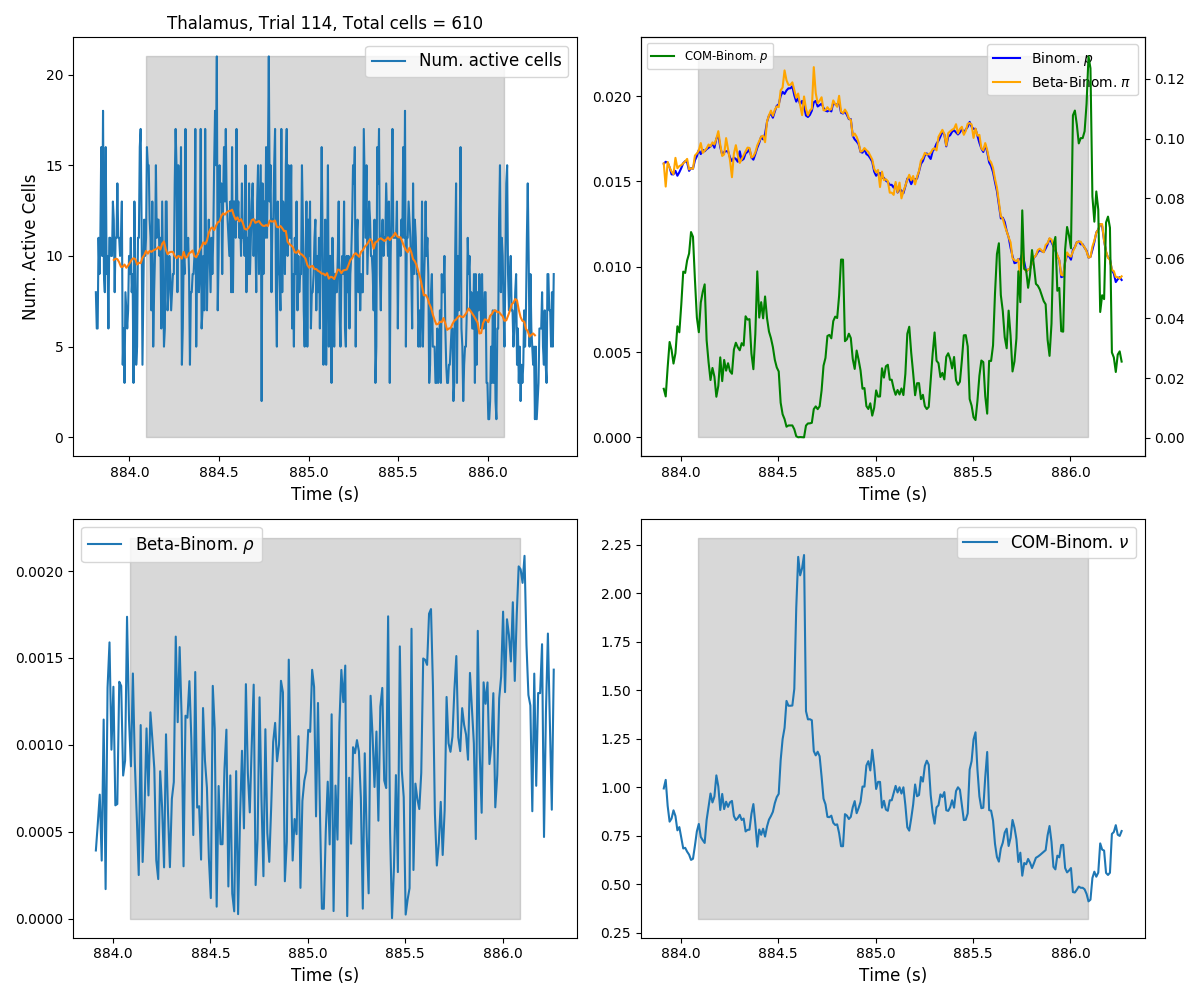 Thalamus, Trial 114, Total cells = 610
Num. active cells
Num. Active Cells
20
15
10
5
0
884.0 884.5 885.0 885.5 886.0
Time (s)
COM-Binom. p
Binom. p
Beta-Binom. π
0.020
0.015
0.010
0.005
0.000
0.12
0.10
0.08
0.06
0.04
0.02
0.00
884.0 884.5 885.0 885.5 886.0
Time (s)
Beta-Binom. ρ
0.0020
0.0015
0.0010
0.0005
0.0000
884.0 884.5 885.0 885.5 886.0
Time (s)
COM-Binom. ν
2.25
2.00
1.75
1.50
1.25
1.00
0.75
0.50
0.25
884.0 884.5 885.0 885.5 886.0
Time (s)